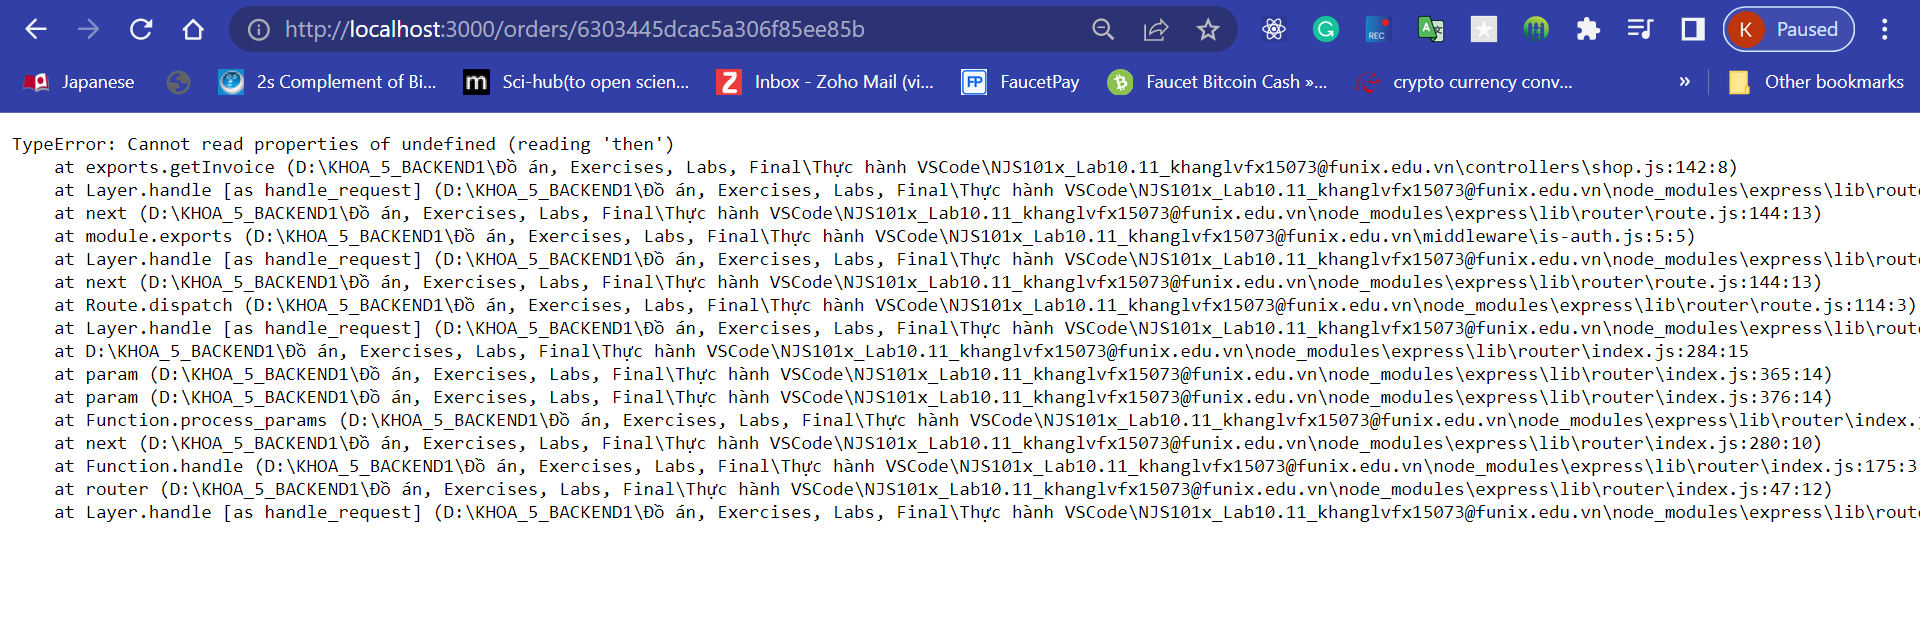 http://localhost:3000/orders/6303445dcac5a306f85ee85b
REC
K Paused
Japanese
2s Complement of Bi...
m Sci-hub(to open scien...
Z Inbox - Zoho Mail (vi...
FP FaucetPay
Faucet Bitcoin Cash »...
crypto currency conv...
»
Other bookmarks
TypeError: Cannot read properties of undefined (reading 'then')
at exports.getInvoice (D:\KHOA_5_BACKEND1\Đồ án, Exercises, Labs, Final\Thực hành VSCode\NJS101x_Lab10.11_khanglvfx15073@funix.edu.vn\controllers\shop.js:142:8)
at Layer.handle [as handle_request] (D:\KHOA_5_BACKEND1\Đồ án, Exercises, Labs, Final\Thực hành VSCode\NJS101x_Lab10.11_khanglvfx15073@funix.edu.vn\node_modules\express\lib\route
at next (D:\KHOA_5_BACKEND1\Đồ án, Exercises, Labs, Final\Thực hành VSCode\NJS101x_Lab10.11_khanglvfx15073@funix.edu.vn\node_modules\express\lib\router\route.js:144:13)
at module.exports (D:\KHOA_5_BACKEND1\Đồ án, Exercises, Labs, Final\Thực hành VSCode\NJS101x_Lab10.11_khanglvfx15073@funix.edu.vn\middleware\is-auth.js:5:5)
at Layer.handle [as handle_request] (D:\KHOA_5_BACKEND1\Đồ án, Exercises, Labs, Final\Thực hành VSCode\NJS101x_Lab10.11_khanglvfx15073@funix.edu.vn\node_modules\express\lib\route
at next (D:\KHOA_5_BACKEND1\Đồ án, Exercises, Labs, Final\Thực hành VSCode\NJS101x_Lab10.11_khanglvfx15073@funix.edu.vn\node_modules\express\lib\router\route.js:144:13)
at Route.dispatch (D:\KHOA_5_BACKEND1\Đồ án, Exercises, Labs, Final\Thực hành VSCode\NJS101x_Lab10.11_khanglvfx15073@funix.edu.vn\node_modules\express\lib\router\route.js:114:3)
at Layer.handle [as handle_request] (D:\KHOA_5_BACKEND1\Đồ án, Exercises, Labs, Final\Thực hành VSCode\NJS101x_Lab10.11_khanglvfx15073@funix.edu.vn\node_modules\express\lib\route
at D:\KHOA_5_BACKEND1\Đồ án, Exercises, Labs, Final\Thực hành VSCode\NJS101x_Lab10.11_khanglvfx15073@funix.edu.vn\node_modules\express\lib\router\index.js:284:15
at param (D:\KHOA_5_BACKEND1\Đồ án, Exercises, Labs, Final\Thực hành VSCode\NJS101x_Lab10.11_khanglvfx15073@funix.edu.vn\node_modules\express\lib\router\index.js:365:14)
at param (D:\KHOA_5_BACKEND1\Đồ án, Exercises, Labs, Final\Thực hành VSCode\NJS101x_Lab10.11_khanglvfx15073@funix.edu.vn\node_modules\express\lib\router\index.js:376:14)
at Function.process_params (D:\KHOA_5_BACKEND1\Đồ án, Exercises, Labs, Final\Thực hành VSCode\NJS101x_Lab10.11_khanglvfx15073@funix.edu.vn\node_modules\express\lib\router\index.j
at next (D:\KHOA_5_BACKEND1\Đồ án, Exercises, Labs, Final\Thực hành VSCode\NJS101x_Lab10.11_khanglvfx15073@funix.edu.vn\node_modules\express\lib\router\index.js:280:10)
at Function.handle (D:\KHOA_5_BACKEND1\Đồ án, Exercises, Labs, Final\Thực hành VSCode\NJS101x_Lab10.11_khanglvfx15073@funix.edu.vn\node_modules\express\lib\router\index.js:175:3
at router (D:\KHOA_5_BACKEND1\Đồ án, Exercises, Labs, Final\Thực hành VSCode\NJS101x_Lab10.11_khanglvfx15073@funix.edu.vn\node_modules\express\lib\router\index.js:47:12)
at Layer.handle [as handle_request] (D:\KHOA_5_BACKEND1\Đồ án, Exercises, Labs, Final\Thực hành VSCode\NJS101x_Lab10.11_khanglvfx15073@funix.edu.vn\node_modules\express\lib\route